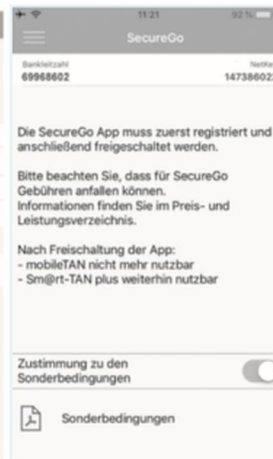 11:21
92 %
SecureGo
Bankleitzahl
69968602
Die SecureGo App muss zuerst registriert und
anschließend freigeschaltet werden.
Bitte beachten Sie, dass für SecureGo
Gebühren anfallen können.
Informationen finden Sie im Preis- und
Leistungsverzeichnis.
Nach Freischaltung der App:
- mobileTAN nicht mehr nutzbar
- Sm@rt-TAN plus weiterhin nutzbar
Zustimmung zu den
Sonderbedingungen
Sonderbedingungen